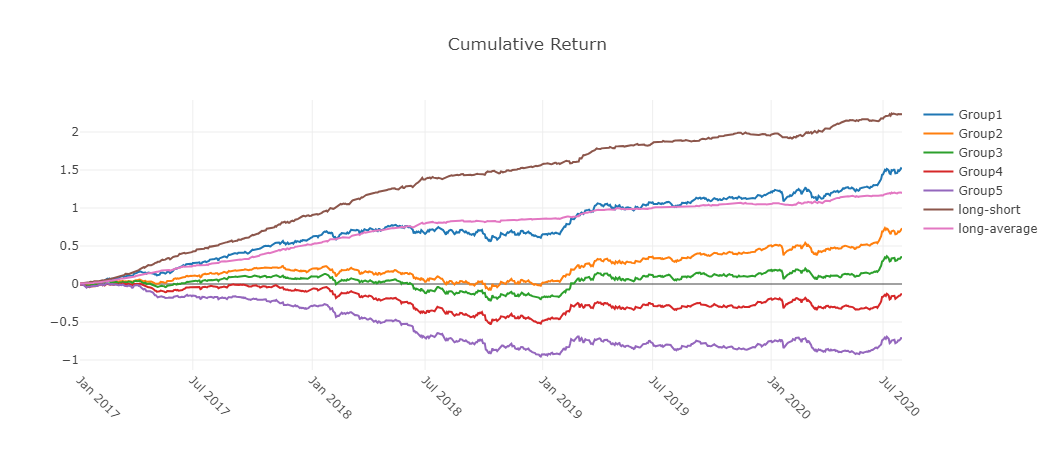 Cumulative Return
2
1.5
1
0.5
0
−0.5
−1
Jan 2017
Jul 2017
Jan 2018
Jul 2018
Jan 2019
Jul 2019
Jan 2020
Jul 2020
Group1
Group2
Group3
Group4
Group5
long-short
long-average